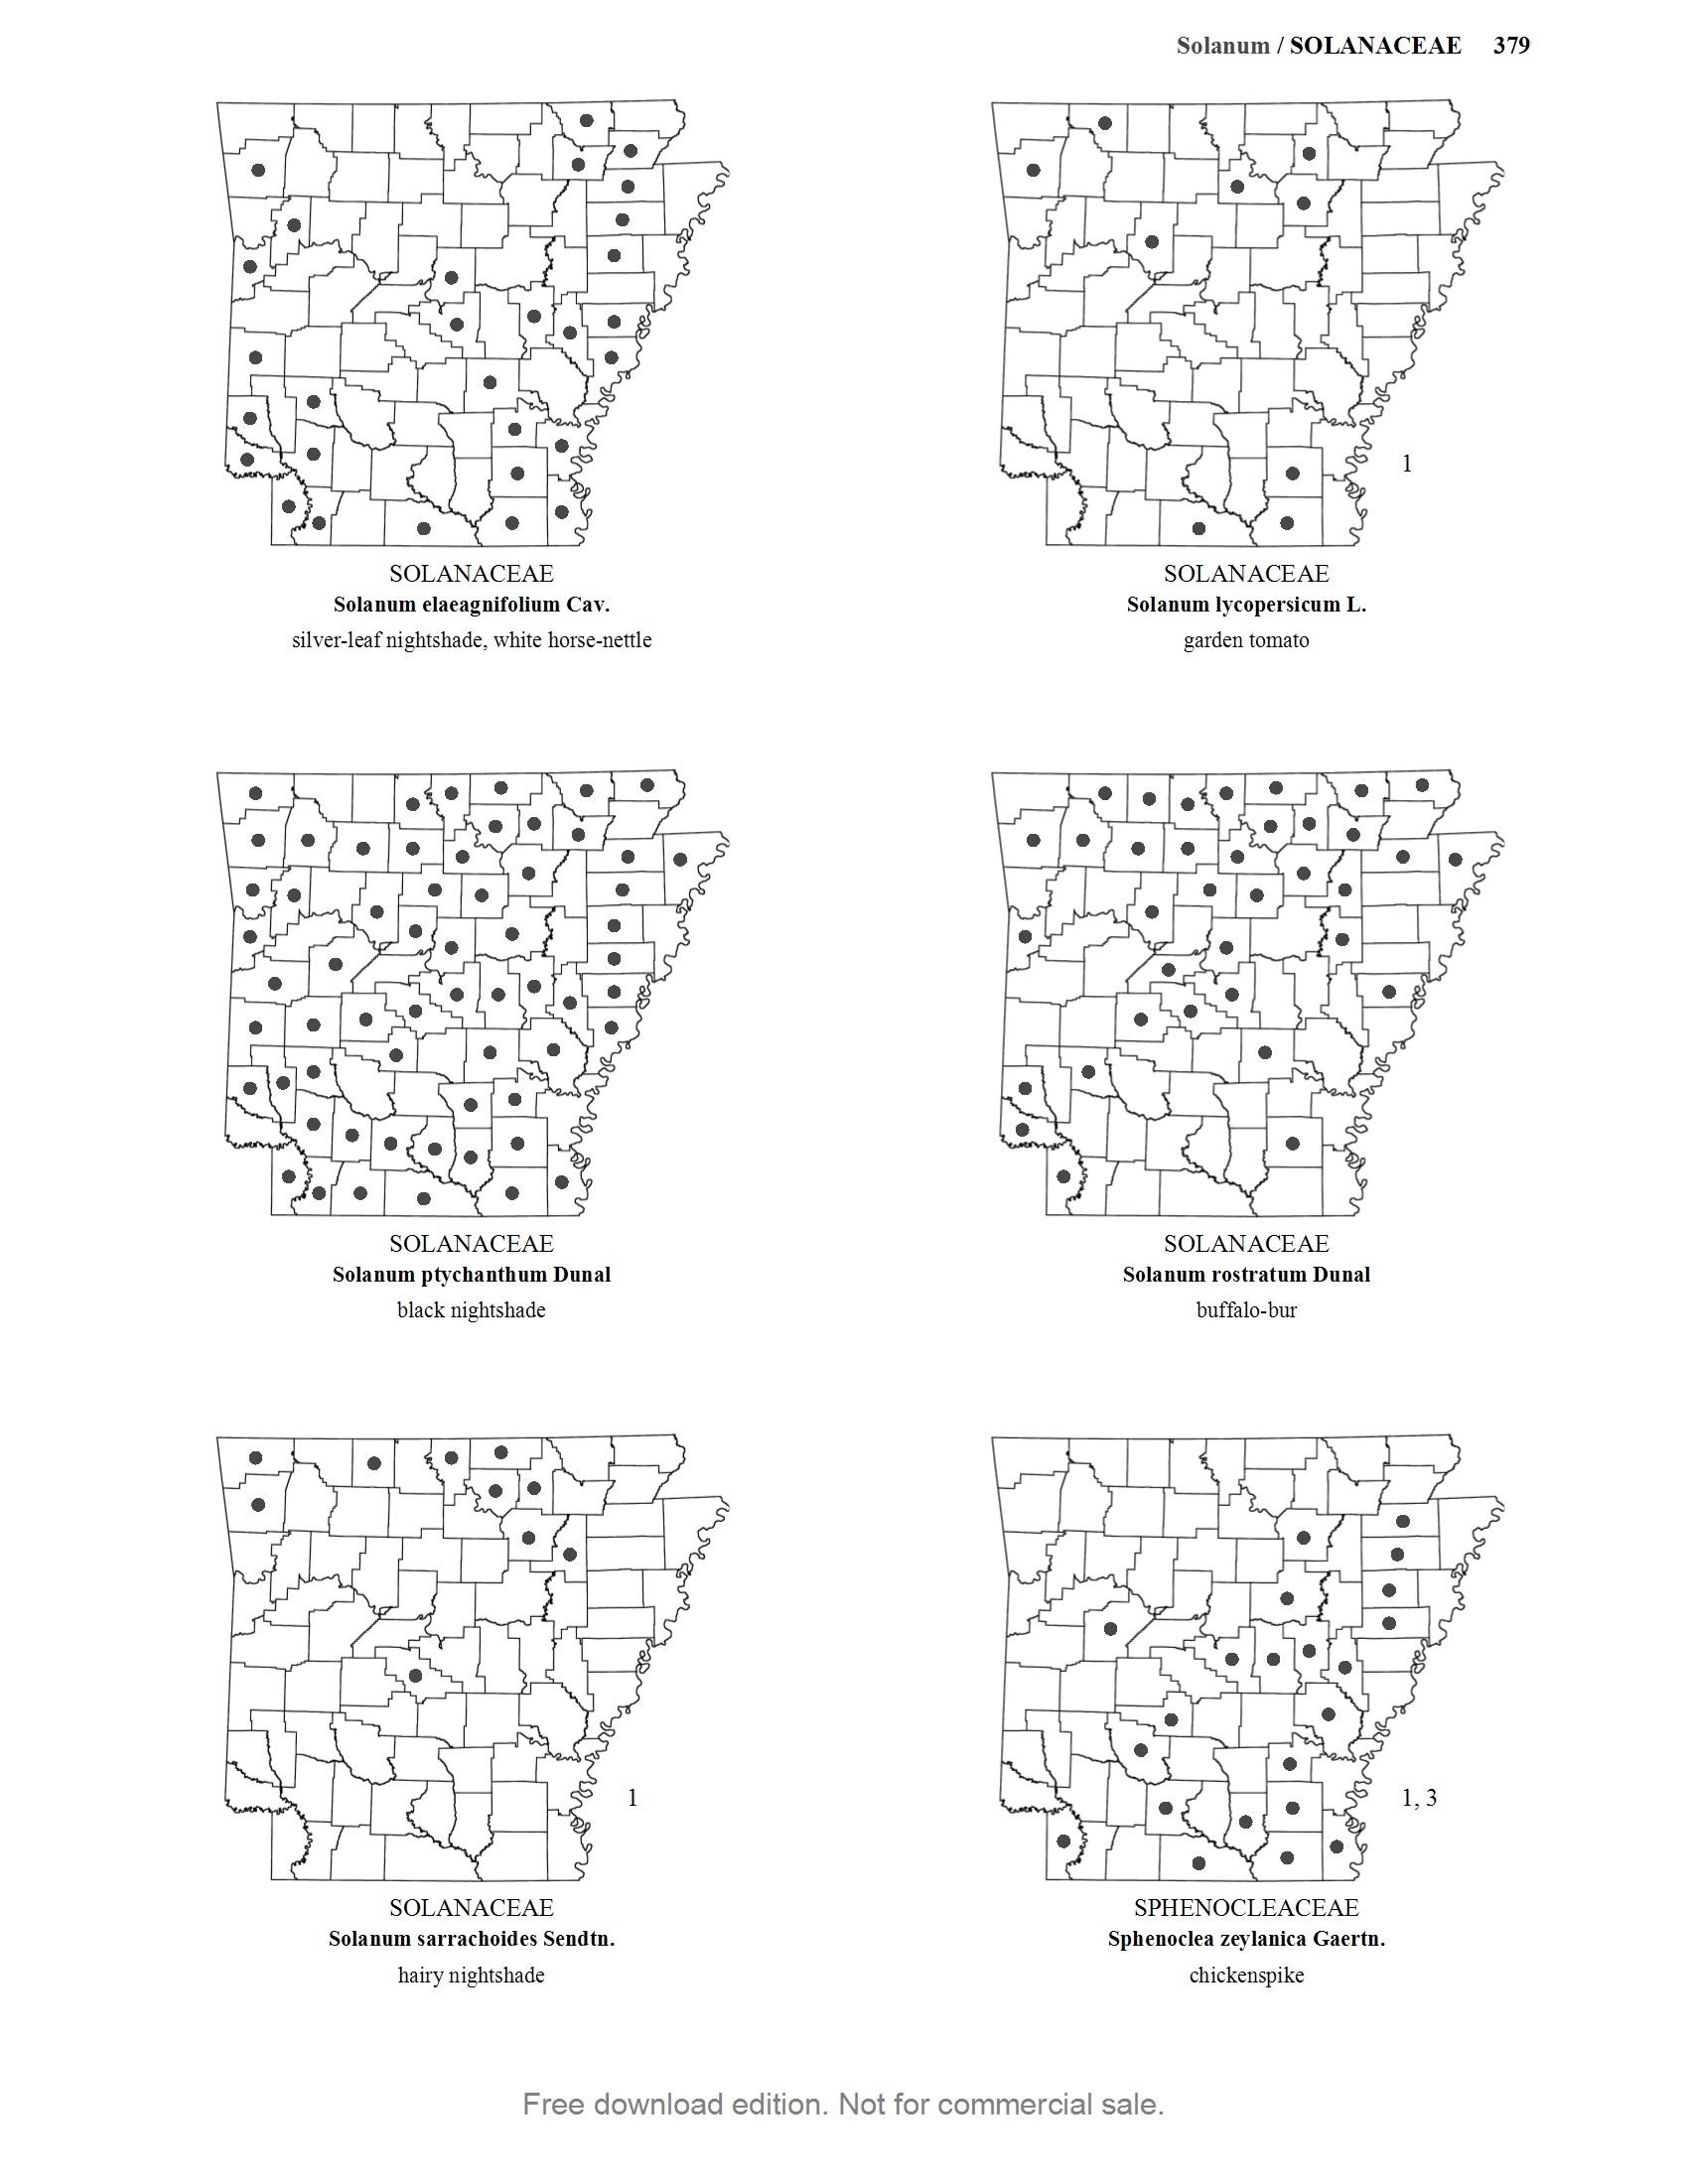 Solanum / SOLANACEAE 379
SOLANACEAE
Solanum elaeagnifolium Cav.
silver-leaf nightshade, white horse-nettle
1
SOLANACEAE
Solanum lycopersicum L.
garden tomato
SOLANACEAE
Solanum ptychanthum Dunal
black nightshade
SOLANACEAE
Solanum rostratum Dunal
buffalo-bur
1
SOLANACEAE
Solanum sarrachoides Sendtn.
hairy nightshade
1, 3
SPHENOCLEACEAE
Sphenoclea zeylanica Gaertn.
chickenspike
Free download edition. Not for commercial sale.